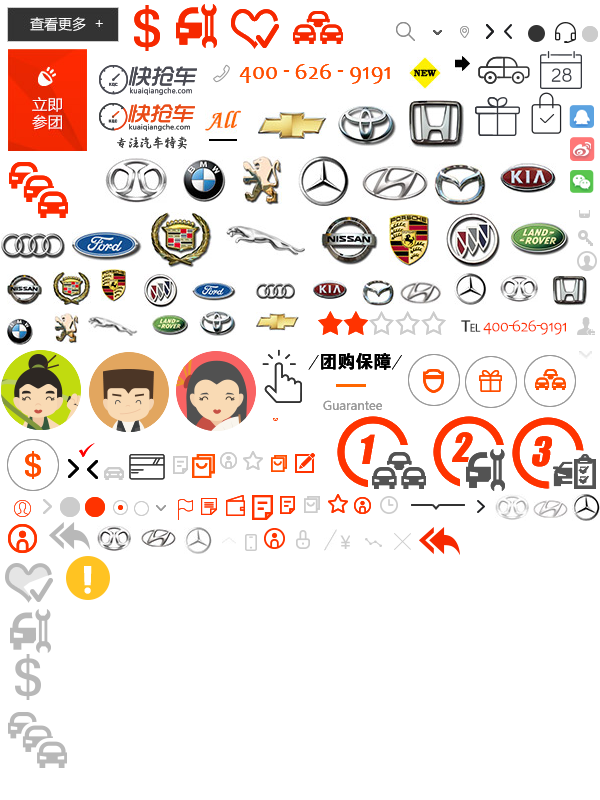 查看更多 +
快抢车
kuaiqiangche.com
400 - 626 - 9191
NEW
28
立即
参团
快抢车
kuaiqiangche.com
专注汽车特卖
All
BMW
KIA
Ford
NISSAN
PORSCHE
LAND-
ROVER
NISSAN
Ford
KIA
BMW
LAND-
ROVER
TEL 400-626-9191
/团购保障/
Guarantee
$
1
2
3